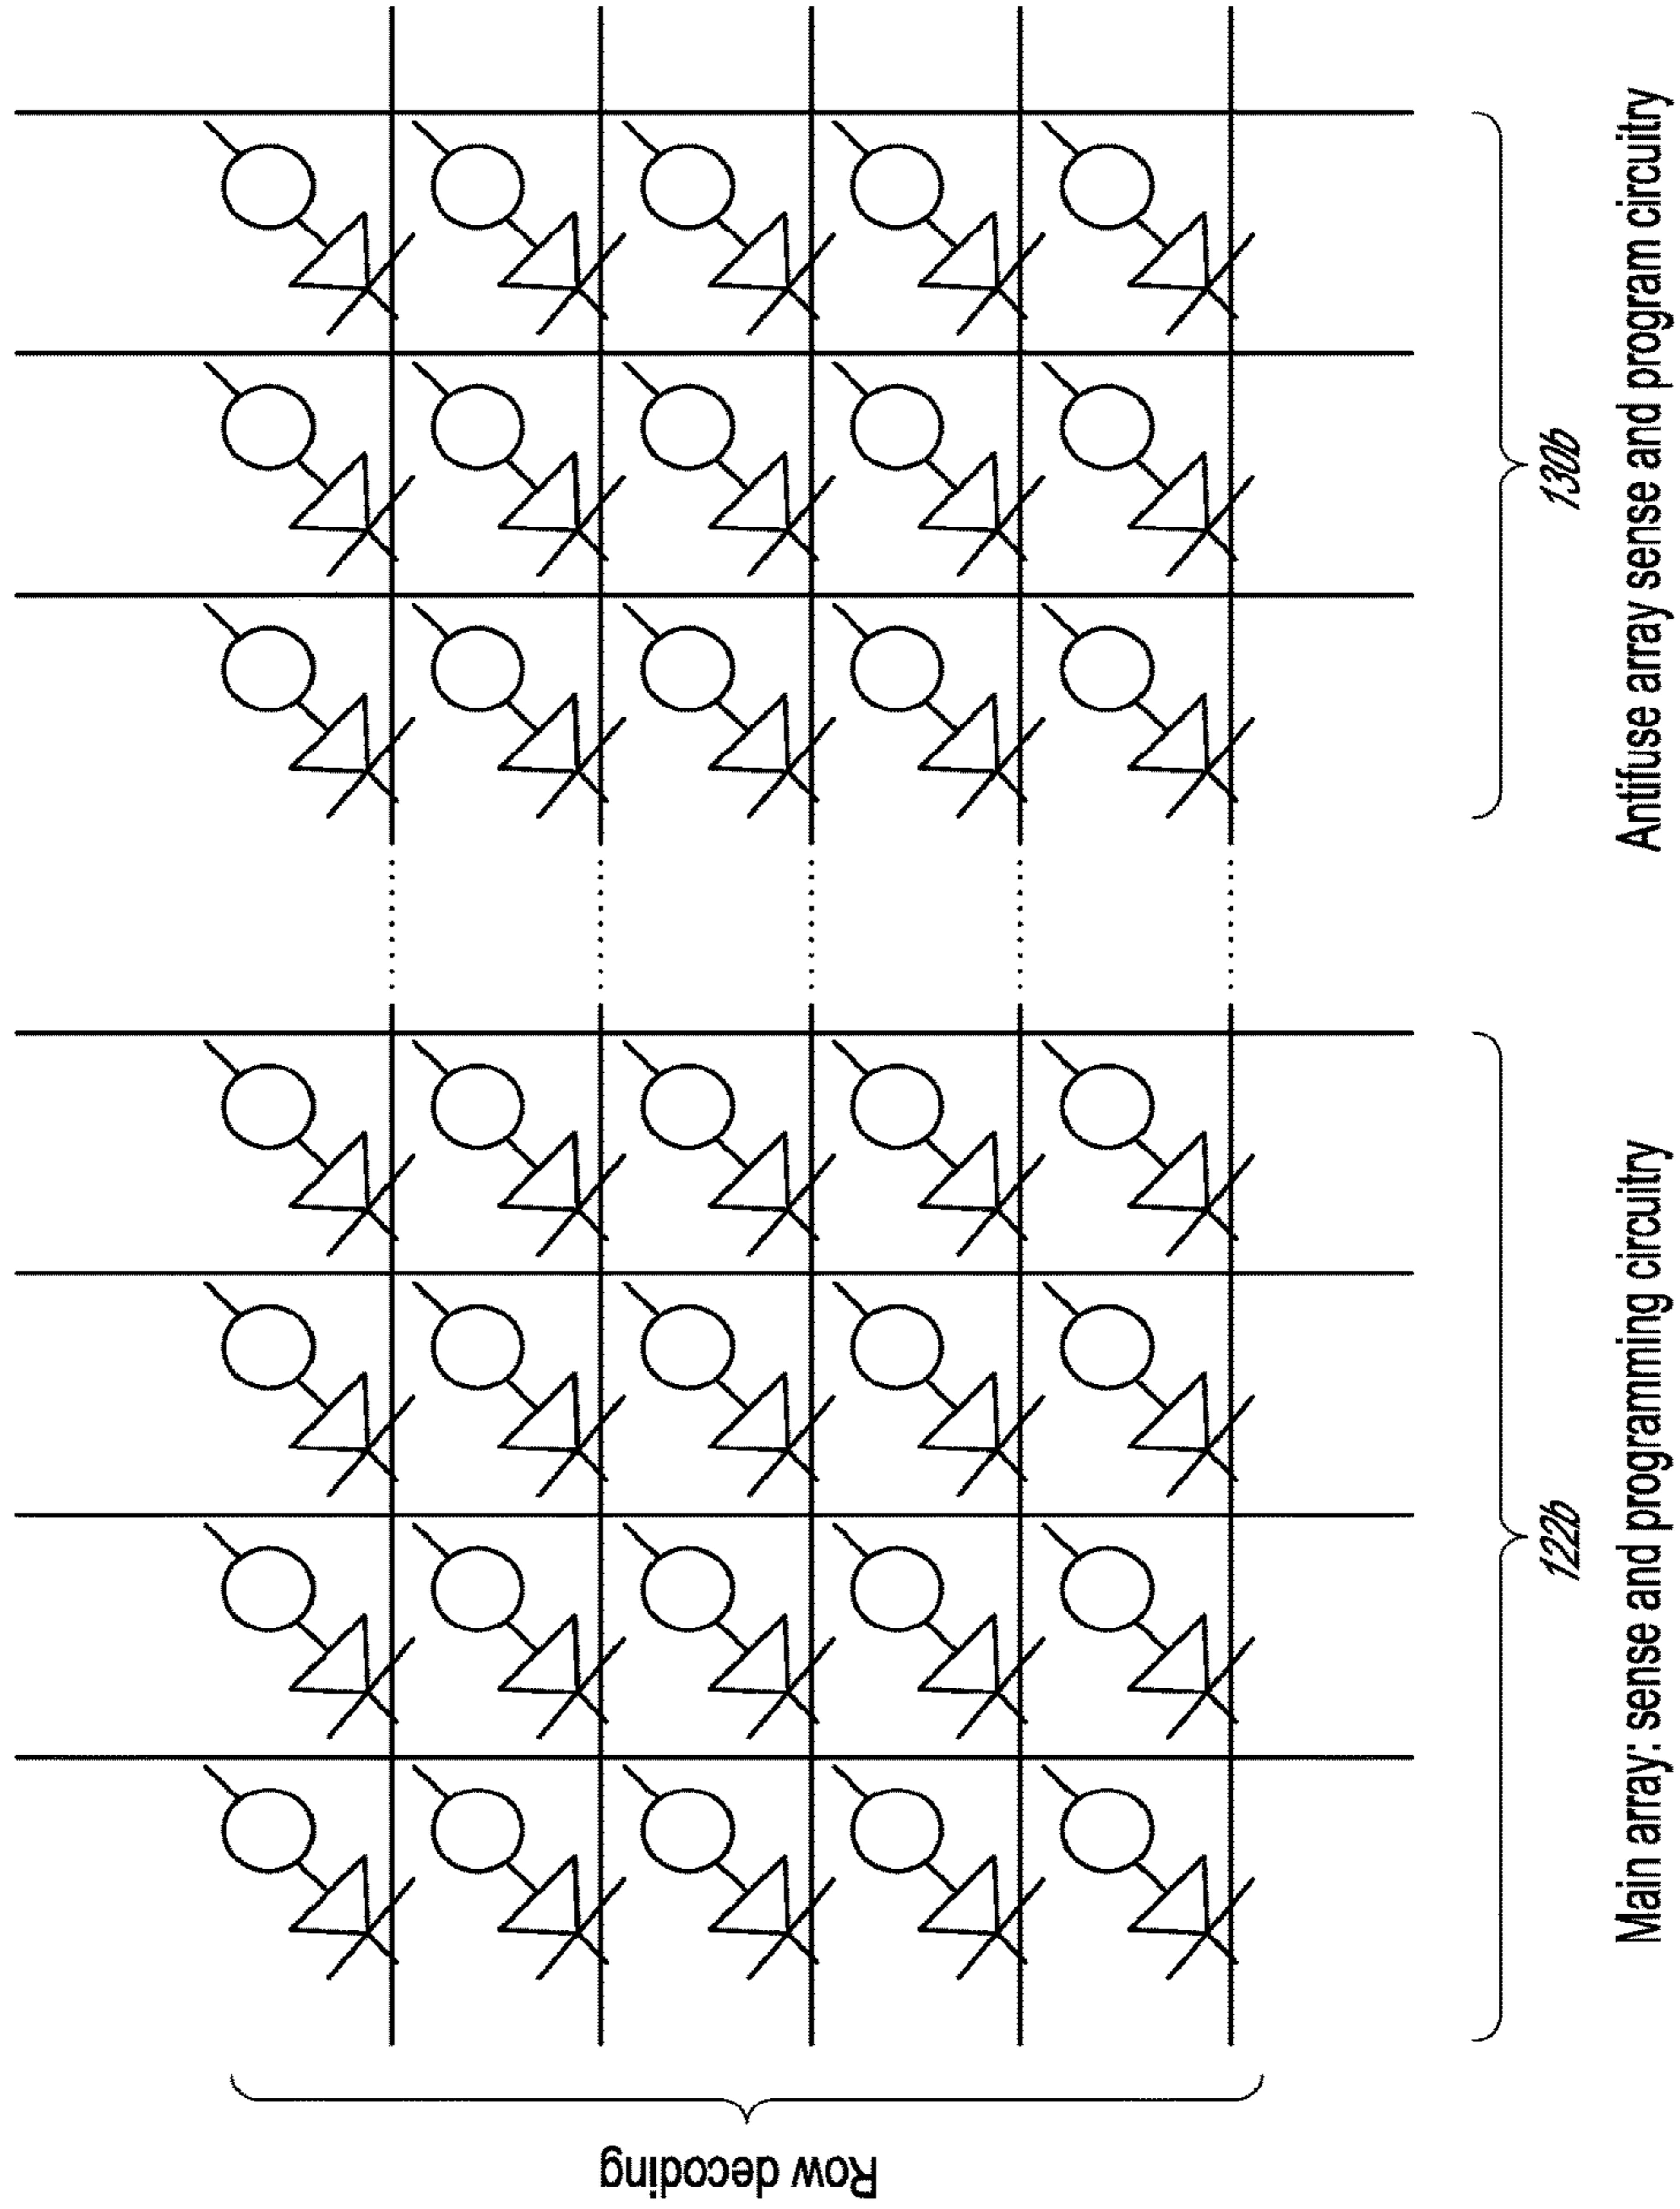 Row decoding
122b
Main array: sense and programming circuitry
130b
Antifuse array sense and program circuitry